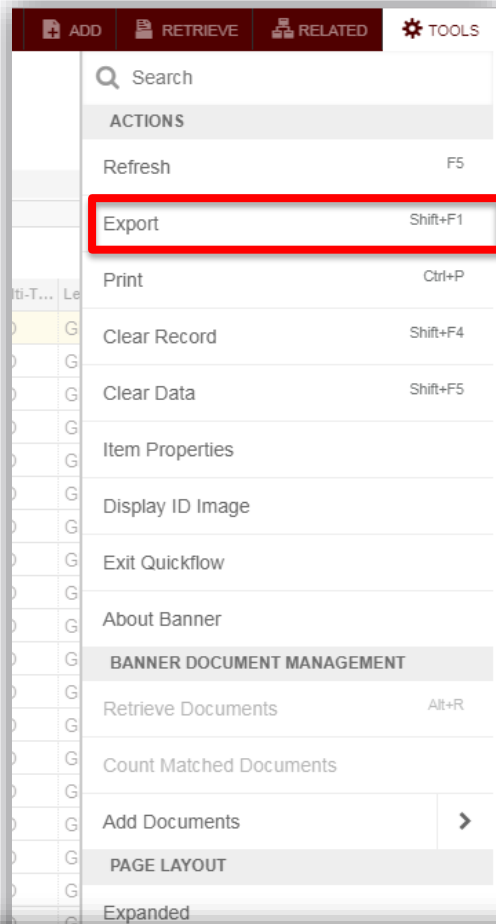 ADD RETRIEVE RELATED TOOLS
Search
ACTIONS
Refresh F5
Export Shift+F1
Print Ctrl+P
lti-T... Le
Clear Record Shift+F4
G
Clear Data Shift+F5
G
G
Item Properties
G
G
Display ID Image
G
G
Exit Quickflow
G
G
About Banner
G
BANNER DOCUMENT MANAGEMENT
G
Retrieve Documents Alt+R
G
G
Count Matched Documents
G
G
Add Documents
G
PAGE LAYOUT
G
G
Expanded
G